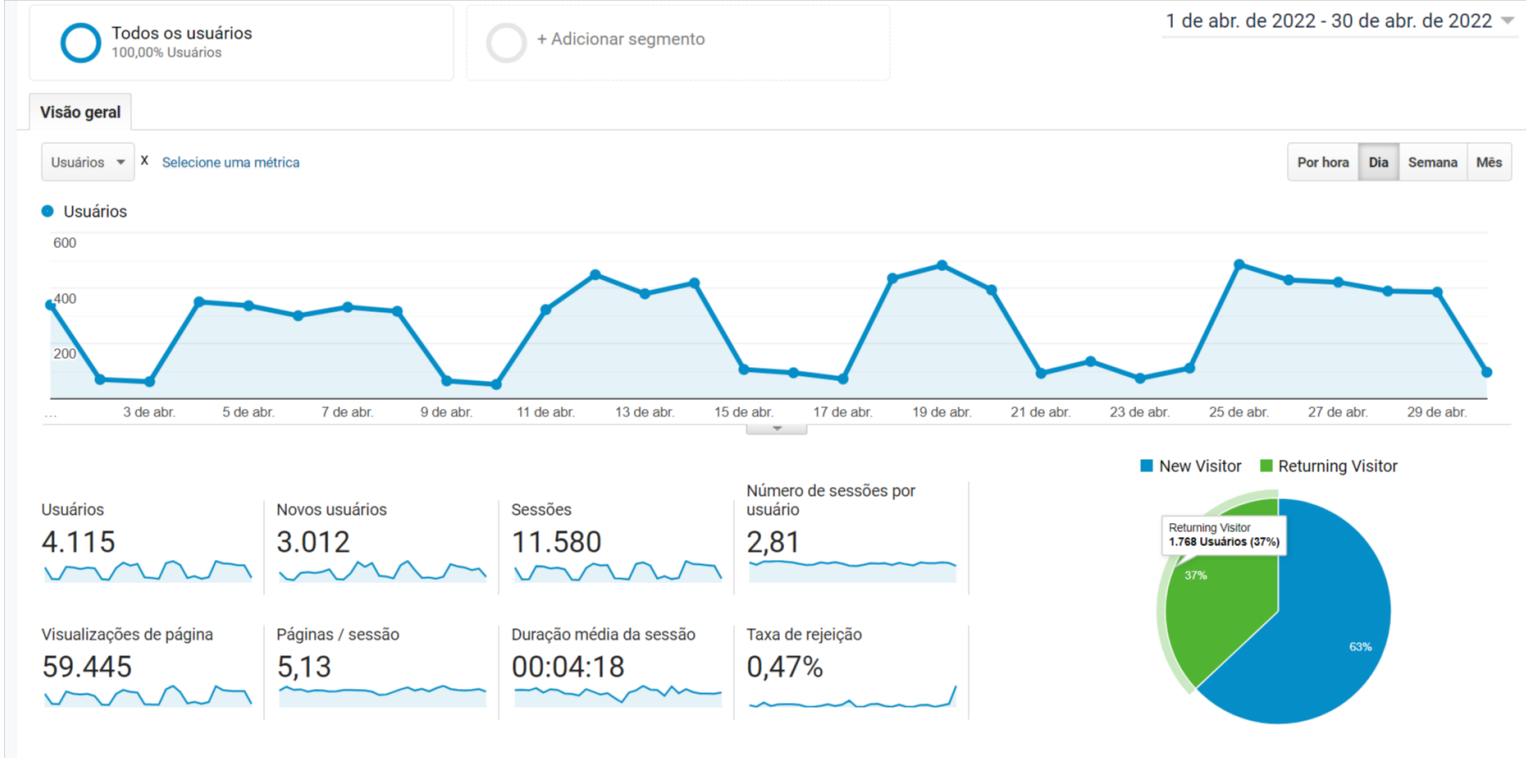 Todos os usuários
100,00% Usuários
+ Adicionar segmento
1 de abr. de 2022 - 30 de abr. de 2022
Visão geral
Usuários
X
Selecione uma métrica
Por hora
Dia
Semana
Mês
Usuários
600
400
200
...
3 de abr.
5 de abr.
7 de abr.
9 de abr.
11 de abr.
13 de abr.
15 de abr.
17 de abr.
19 de abr.
21 de abr.
23 de abr.
25 de abr.
27 de abr.
29 de abr.
Usuários
4.115
Novos usuários
3.012
Sessões
11.580
Número de sessões por
usuário
2,81
Visualizações de página
59.445
Páginas / sessão
5,13
Duração média da sessão
00:04:18
Taxa de rejeição
0,47%
New Visitor
Returning Visitor
Returning Visitor
1.768 Usuários (37%)
37%
63%